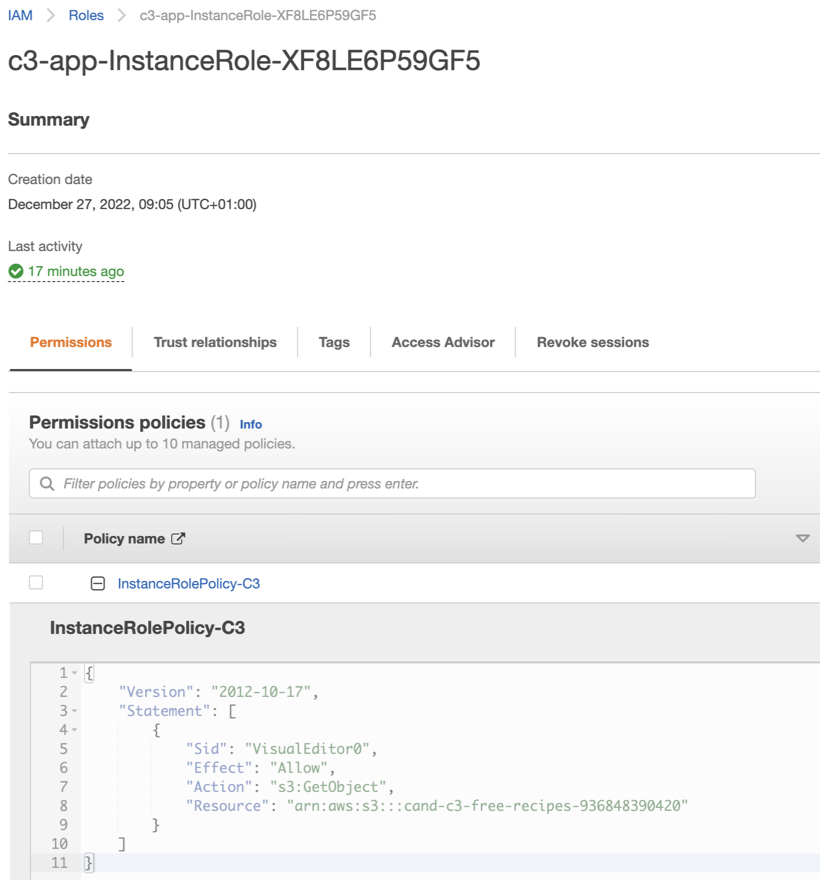 IAM > Roles > c3-app-InstanceRole-XF8LE6P59GF5
c3-app-InstanceRole-XF8LE6P59GF5
Summary
Creation date
December 27, 2022, 09:05 (UTC+01:00)
Last activity
17 minutes ago
Permissions Trust relationships Tags Access Advisor Revoke sessions
Permissions policies (1) Info
You can attach up to 10 managed policies.
Filter policies by property or policy name and press enter.
Policy name
InstanceRolePolicy-C3
InstanceRolePolicy-C3
1 {
2 "Version": "2012-10-17",
3 "Statement": [
4 {
5 "Sid": "VisualEditor0",
6 "Effect": "Allow",
7 "Action": "s3:GetObject",
8 "Resource": "arn:aws:s3:::cand-c3-free-recipes-936848390420"
9 }
10 ]
11 }